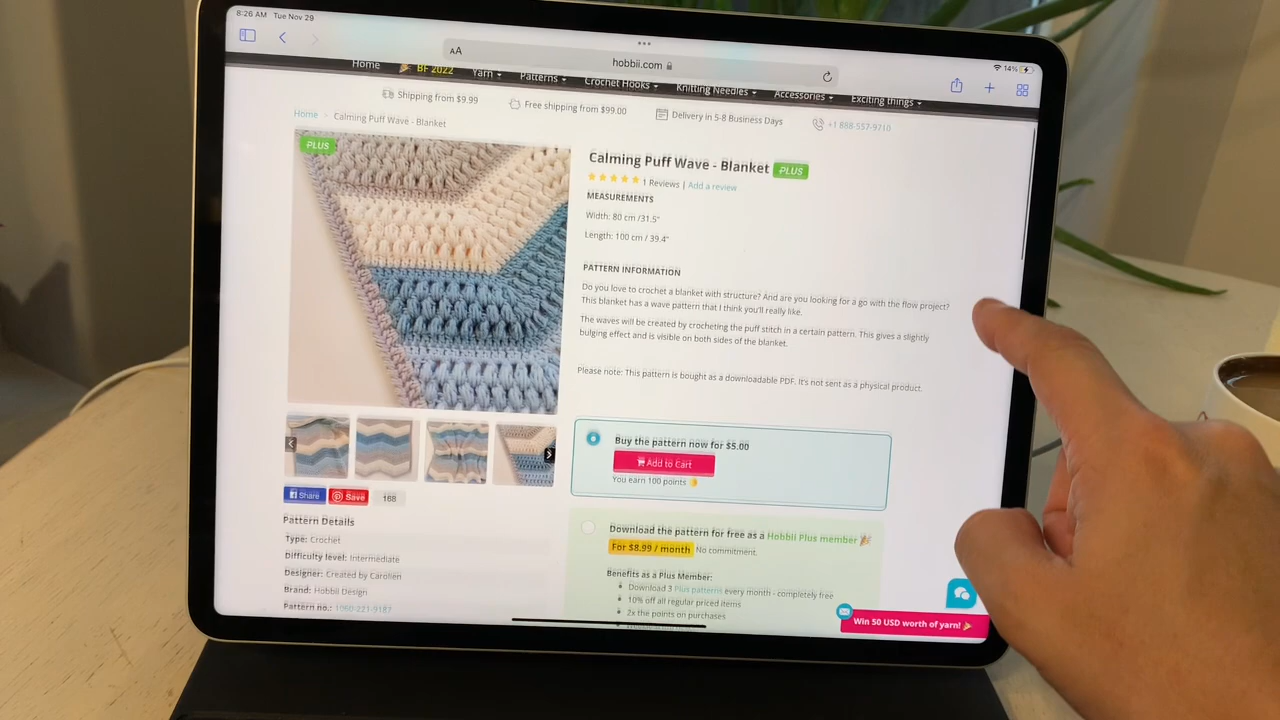 8:26 AM Tue Nov 29
AA
hobbii.com
14%
Home BF 2022 Yarn Patterns Crochet Hooks Knitting Needles Accessories Exciting things
Shipping from $9.99 Free shipping from $99.00 Delivery in 5-8 Business Days +1 888-557-9710
Home > Calming Puff Wave - Blanket
PLUS
Calming Puff Wave - Blanket PLUS
1 Reviews | Add a review
MEASUREMENTS
Width: 80 cm /31.5"
Length: 100 cm / 39.4"
PATTERN INFORMATION
Do you love to crochet a blanket with structure? And are you looking for a go with the flow project?
This blanket has a wave pattern that I think you'll really like.
The waves will be created by crocheting the puff stitch in a certain pattern. This gives a slightly
bulging effect and is visible on both sides of the blanket.
Please note: This pattern is bought as a downloadable PDF. It's not sent as a physical product.
Buy the pattern now for $5.00
Add to Cart
You earn 100 points
Share Save 168
Pattern Details
Type: Crochet
Difficulty level: Intermediate
Designer: Created by Carolien
Brand: Hobbii Design
Pattern no.: 1060-221-9187
Download the pattern for free as a Hobbii Plus member
For $8.99 / month No commitment.
Benefits as a Plus Member:
Download 3 Plus patterns every month - completely free
10% off all regular priced items
2x the points on purchases
Win 50 USD worth of yarn!